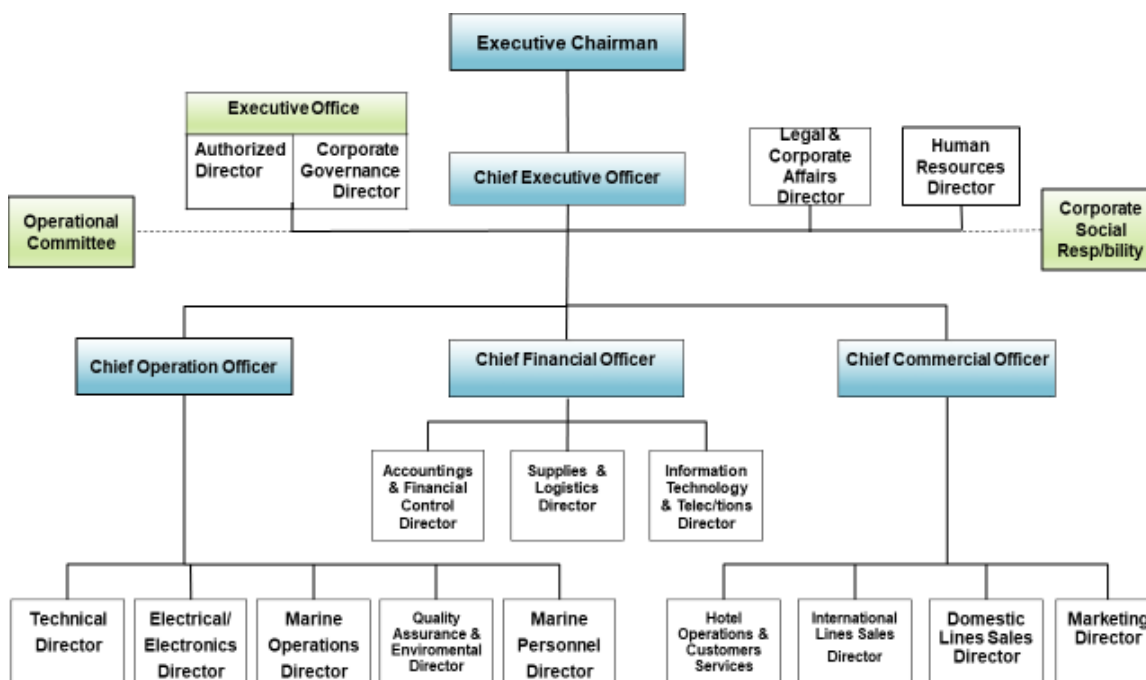 Executive Chairman
Executive Office
Authorized
Director
Corporate
Governance
Director
Chief Executive Officer
Legal &
Corporate
Affairs
Director
Human
Resources
Director
Operational
Committee
Corporate
Social
Resp/bility
Chief Operation Officer
Chief Financial Officer
Chief Commercial Officer
Accountings
& Financial
Control
Director
Supplies &
Logistics
Director
Information
Technology
& Telec/tions
Director
Technical
Director
Electrical/
Electronics
Director
Marine
Operations
Director
Quality
Assurance &
Enviromental
Director
Marine
Personnel
Director
Hotel
Operations &
Customers
Services
International
Lines Sales
Director
Domestic
Lines Sales
Director
Marketing
Director